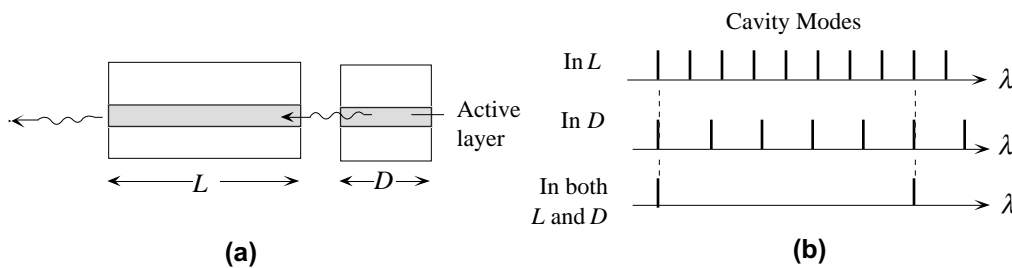 Active
layer
L
D
(a)
Cavity Modes
In L
λ
In D
λ
In both
L and D
λ
(b)